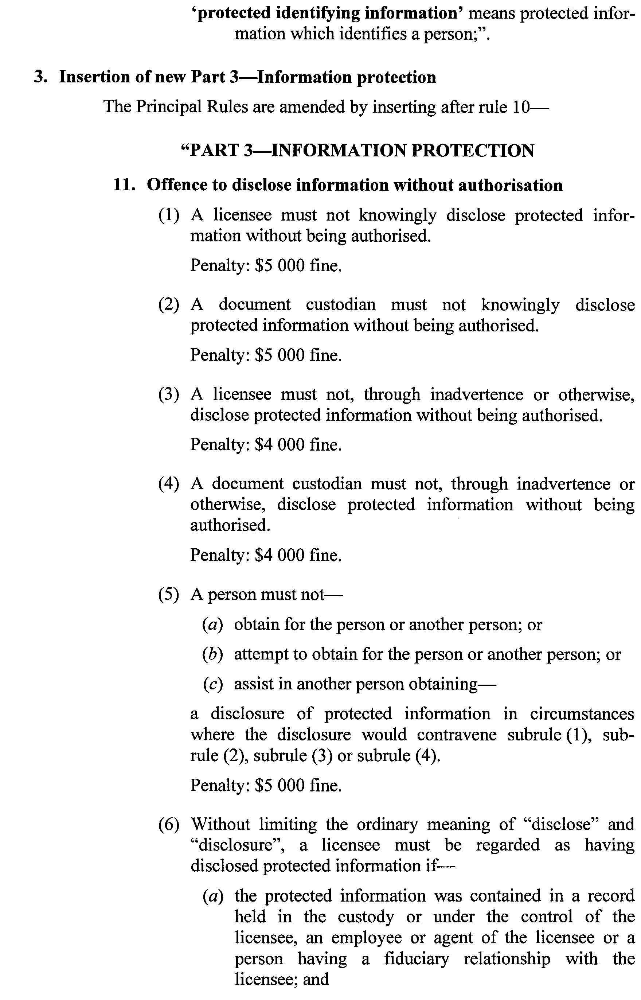 ‘protected identifying information’ means protected infor-
mation which identifies a person;”.
3. Insertion of new Part 3—Information protection
The Principal Rules are amended by inserting after rule 10—
“PART 3—INFORMATION PROTECTION
11. Offence to disclose information without authorisation
(1) A licensee must not knowingly disclose protected infor-
mation without being authorised.
Penalty: $5 000 fine.
(2) A document custodian must not knowingly disclose
protected information without being authorised.
Penalty: $5 000 fine.
(3) A licensee must not, through inadvertence or otherwise,
disclose protected information without being authorised.
Penalty: $4 000 fine.
(4) A document custodian must not, through inadvertence or
otherwise, disclose protected information without being
authorised.
Penalty: $4 000 fine.
(5) A person must not—
(a) obtain for the person or another person; or
(b) attempt to obtain for the person or another person; or
(c) assist in another person obtaining—
a disclosure of protected information in circumstances
where the disclosure would contravene subrule (1), sub-
rule (2), subrule (3) or subrule (4).
Penalty: $5 000 fine.
(6) Without limiting the ordinary meaning of “disclose” and
“disclosure”, a licensee must be regarded as having
disclosed protected information if—
(a) the protected information was contained in a record
held in the custody or under the control of the
licensee, an employee or agent of the licensee or a
person having a fiduciary relationship with the
licensee; and